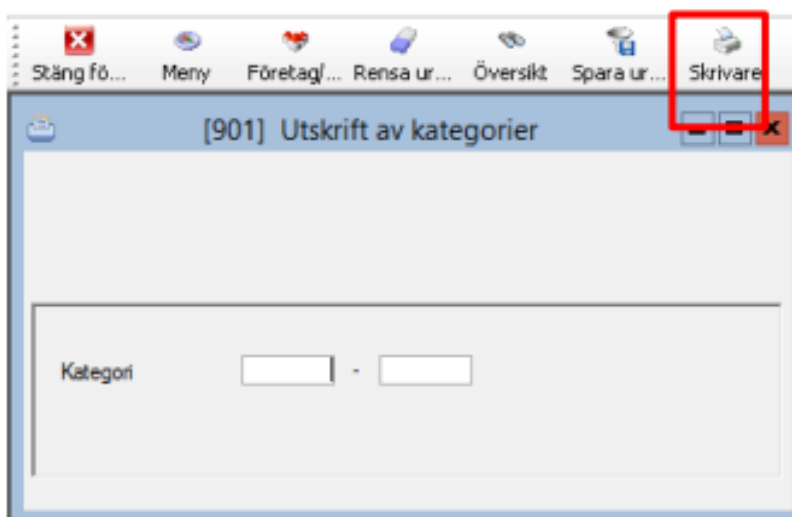 Stäng fö... Meny Företag/... Rensa ur... Översikt Spara ur... Skrivare
[901] Utskrift av kategorier
Kategori -